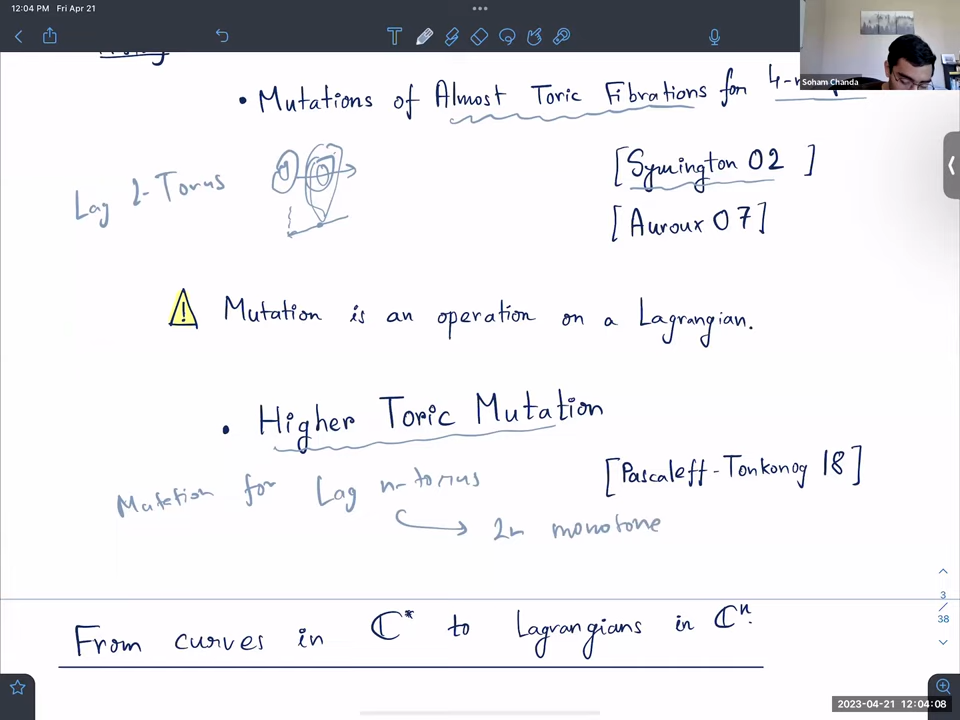 12:04 PM Fri Apr 21
Soham Chanda
• Mutations of Almost Toric Fibrations for
Lag 2-Torus
[Symington 02]
[Auroux 07]
! Mutation is an operation on a Lagrangian.
• Higher Toric Mutation
[Pascaleff-Tonkonog 18]
Mutation for Lag n-torus
2n monotone
From curves in ℂ* to Lagrangians in ℂⁿ.
3
/
38
2023-04-21 12:04:08